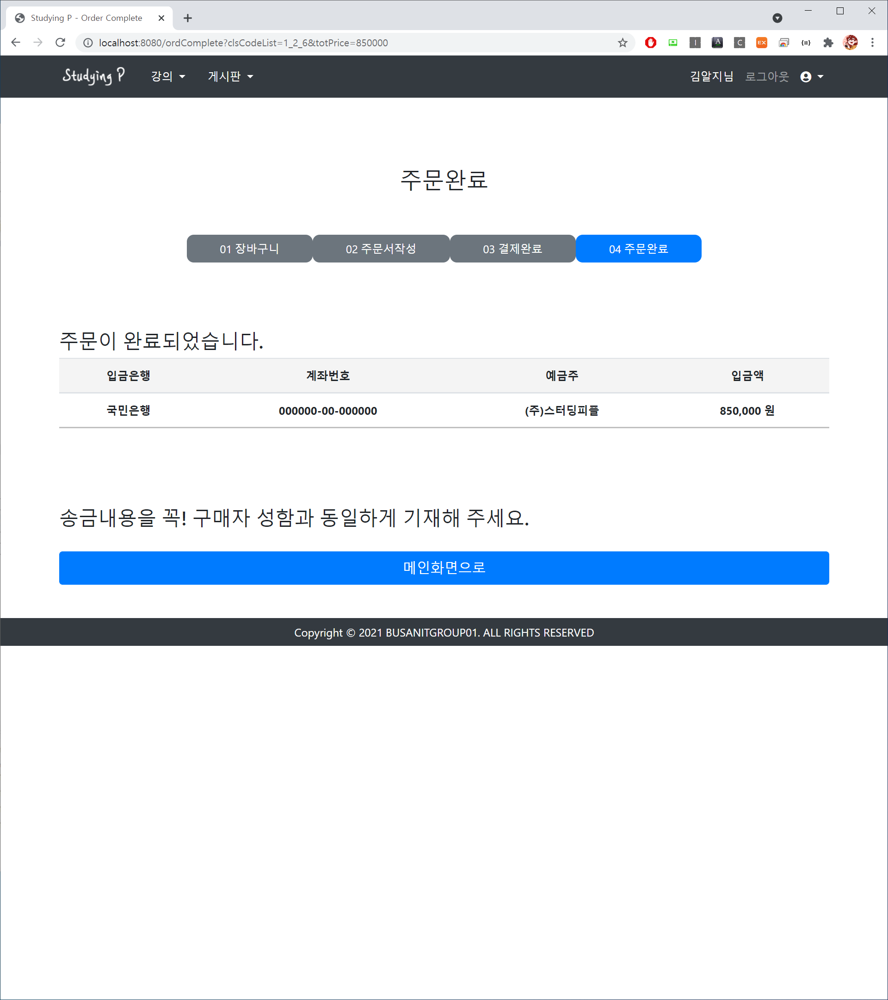 Studying P - Order Complete
localhost:8080/ordComplete?clsCodeList=1_2_6&totPrice=850000
I A C EX {≡}
Studying P 강의 게시판 김알지님 로그아웃
주문완료
01 장바구니 02 주문서작성 03 결제완료 04 주문완료
주문이 완료되었습니다.
입금은행 계좌번호 예금주 입금액
국민은행 000000-00-000000 (주)스터딩피플 850,000 원
송금내용을 꼭! 구매자 성함과 동일하게 기재해 주세요.
메인화면으로
Copyright © 2021 BUSANITGROUP01. ALL RIGHTS RESERVED